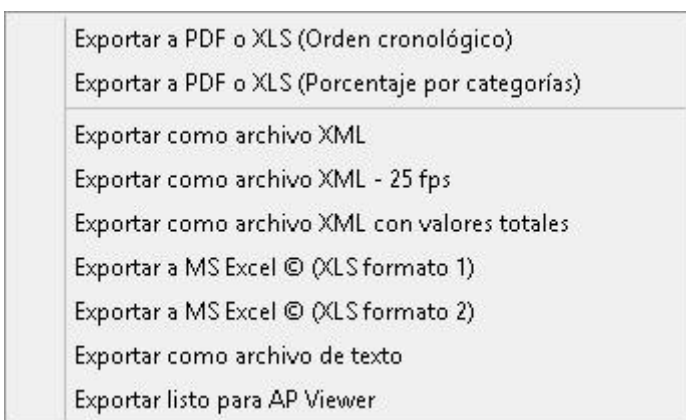 Exportar a PDF o XLS (Orden cronológico)
Exportar a PDF o XLS (Porcentaje por categorías)
Exportar como archivo XML
Exportar como archivo XML - 25 fps
Exportar como archivo XML con valores totales
Exportar a MS Excel © (XLS formato 1)
Exportar a MS Excel © (XLS formato 2)
Exportar como archivo de texto
Exportar listo para AP Viewer